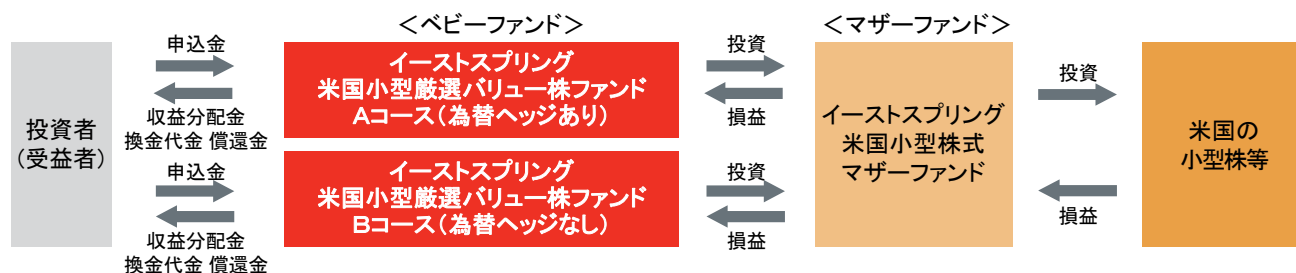 ＜ベビーファンド＞
＜マザーファンド＞
投資者
（受益者）
申込金
収益分配金
換金代金 償還金
イーストスプリング
米国小型厳選バリュー株ファンド
Aコース（為替ヘッジあり）
投資
損益
申込金
収益分配金
換金代金 償還金
イーストスプリング
米国小型厳選バリュー株ファンド
Bコース（為替ヘッジなし）
投資
損益
イーストスプリング
米国小型株式
マザーファンド
投資
損益
米国の
小型株等